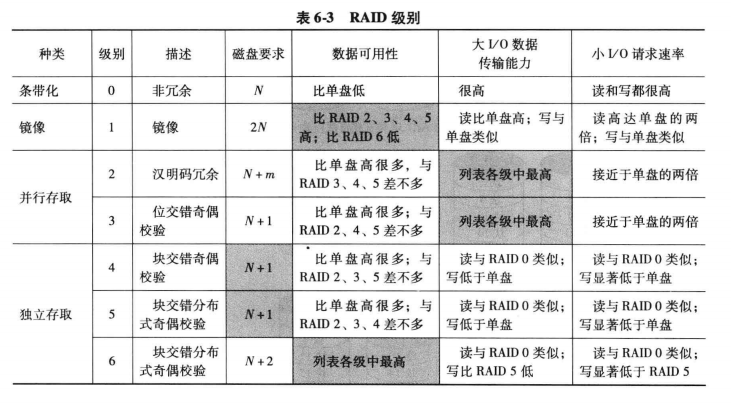 表 6-3 RAID 级别
种类 级别 描述 磁盘要求 数据可用性 大 I/O 数据传输能力 小 I/O 请求速率
条带化 0 非冗余 N 比单盘低 很高 读和写都很高
镜像 1 镜像 2N 比 RAID 2、3、4、5 高；比 RAID 6 低 读比单盘高；写与单盘类似 读高达单盘的两倍；写与单盘类似
并行存取 2 汉明码冗余 N + m 比单盘高很多，与 RAID 3、4、5 差不多 列表各级中最高 接近于单盘的两倍
3 位交错奇偶校验 N + 1 比单盘高很多；与 RAID 2、4、5 差不多 列表各级中最高 接近于单盘的两倍
独立存取 4 块交错奇偶校验 N + 1 比单盘高很多；与 RAID 2、3、5 差不多 读与 RAID 0 类似；写低于单盘 读与 RAID 0 类似；写显著低于单盘
5 块交错分布式奇偶校验 N + 1 比单盘高很多；与 RAID 2、3、4 差不多 读与 RAID 0 类似；写低于单盘 读与 RAID 0 类似；写显著低于单盘
6 块交错分布式奇偶校验 N + 2 列表各级中最高 读与 RAID 0 类似；写比 RAID 5 低 读与 RAID 0 类似；写显著低于 RAID 5